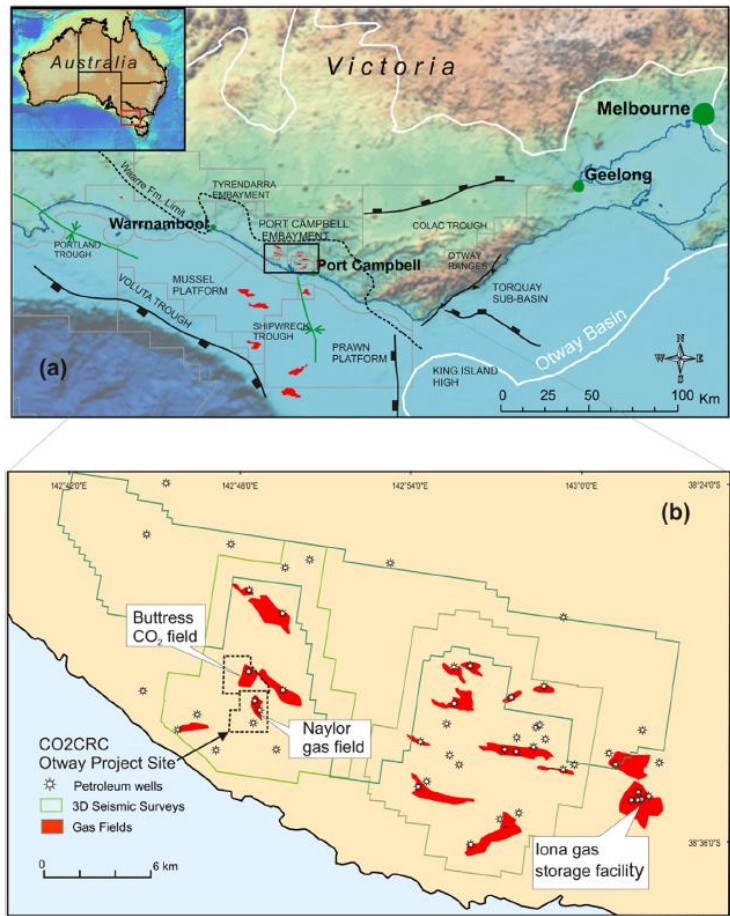 Australia
Victoria
Melbourne
Geelong
Waarre Fm. Limit
TYRENDARRA
EMBAYMENT
Warrnambool
PORT CAMPBELL
EMBAYMENT
COLAC TROUGH
PORTLAND
TROUGH
Port Campbell
OTWAY
RANGES
MUSSEL
PLATFORM
VOLUTA TROUGH
TORQUAY
SUB-BASIN
SHIPWRECK
TROUGH
PRAWN
PLATFORM
Otway Basin
KING ISLAND
HIGH
(a)
N
W E
S
0 25 50 100 Km
142°42'0"E 142°48'0"E 142°54'0"E 143°0'0"E 38°24'0"S
(b)
Buttress
CO2 field
Naylor
gas field
CO2CRC
Otway Project Site
Petroleum wells
3D Seismic Surveys
Gas Fields
0 6 km
38°36'0"S
Iona gas
storage facility